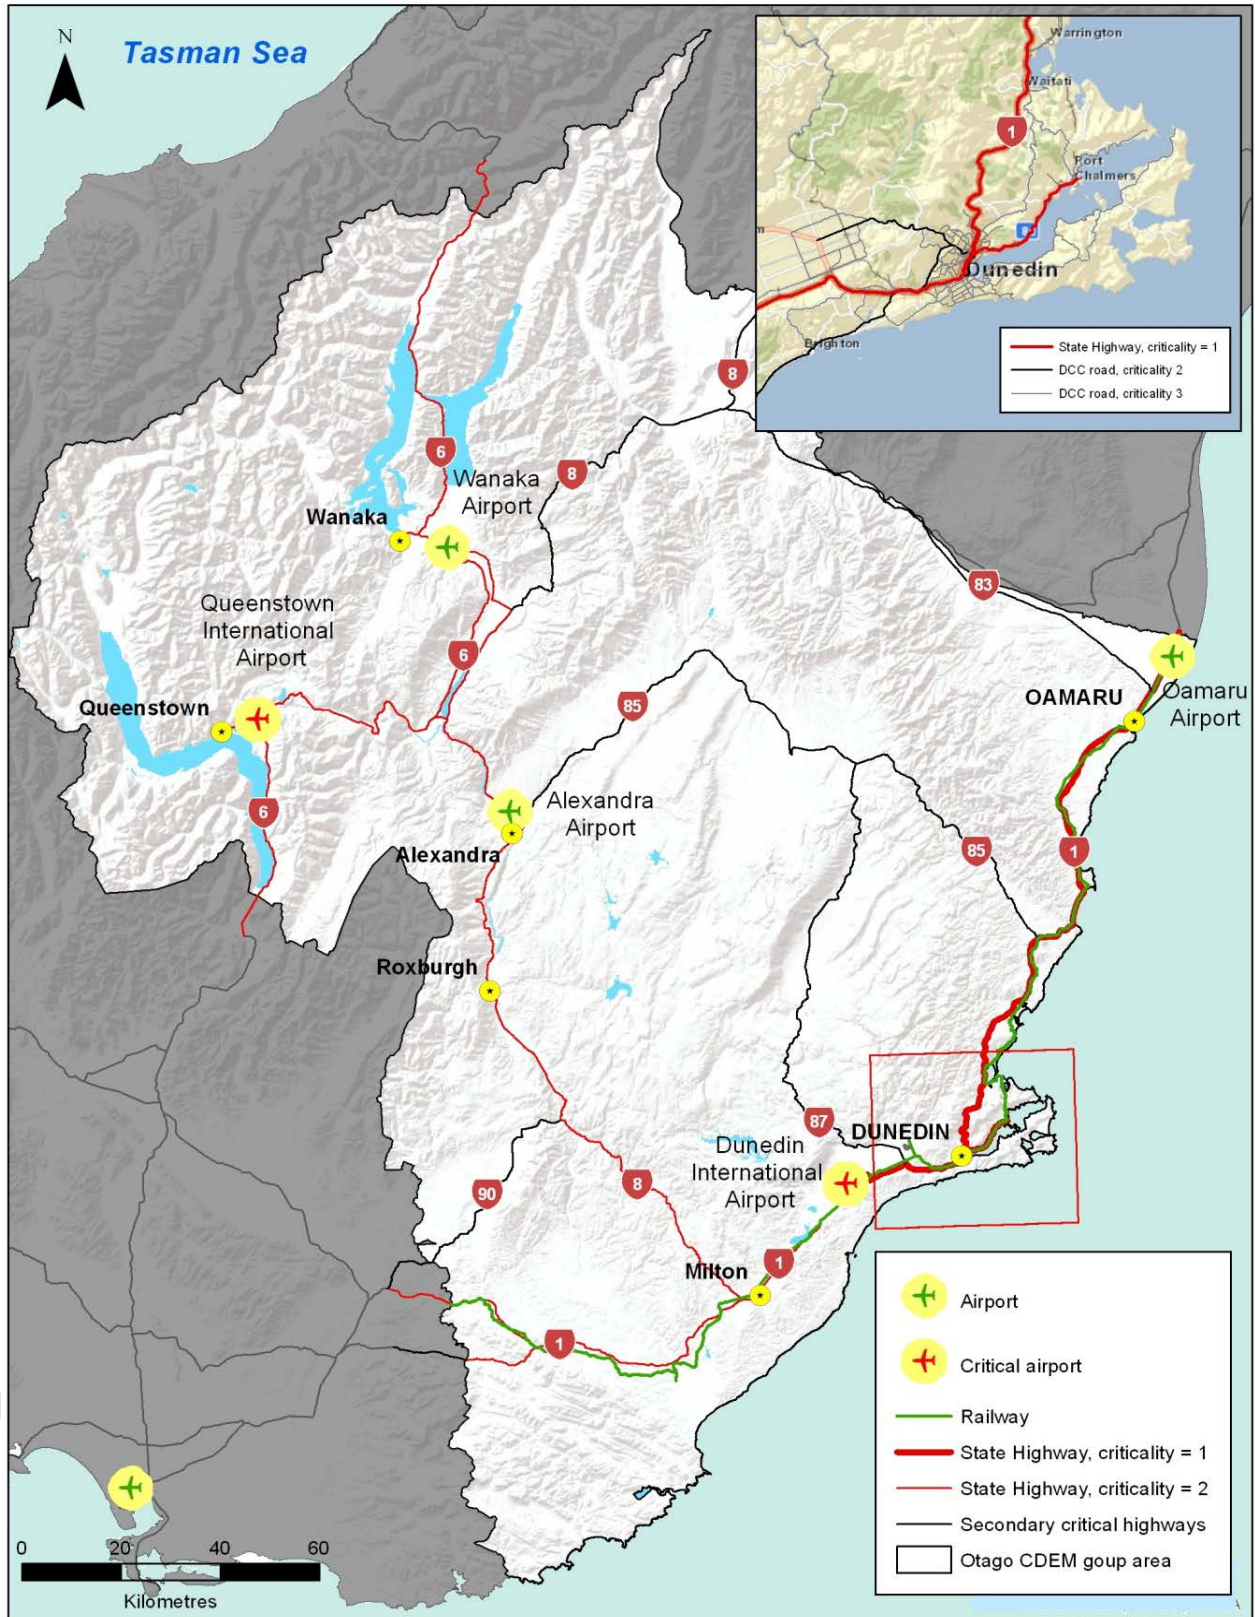 N
Tasman Sea
Warrington
Waitati
1
Port
Chalmers
Dunedin
Brighton
State Highway, criticality = 1
DCC road, criticality 2
DCC road, criticality 3
8
6
8
Wanaka
Airport
Wanaka
83
Queenstown
International
Airport
6
85
Queenstown
OAMARU
Oamaru
Airport
6
Alexandra
Airport
Alexandra
85
1
Roxburgh
87
DUNEDIN
Dunedin
International
Airport
90
8
Milton
1
1
Airport
Critical airport
Railway
State Highway, criticality = 1
State Highway, criticality = 2
Secondary critical highways
Otago CDEM goup area
0 20 40 60
Kilometres